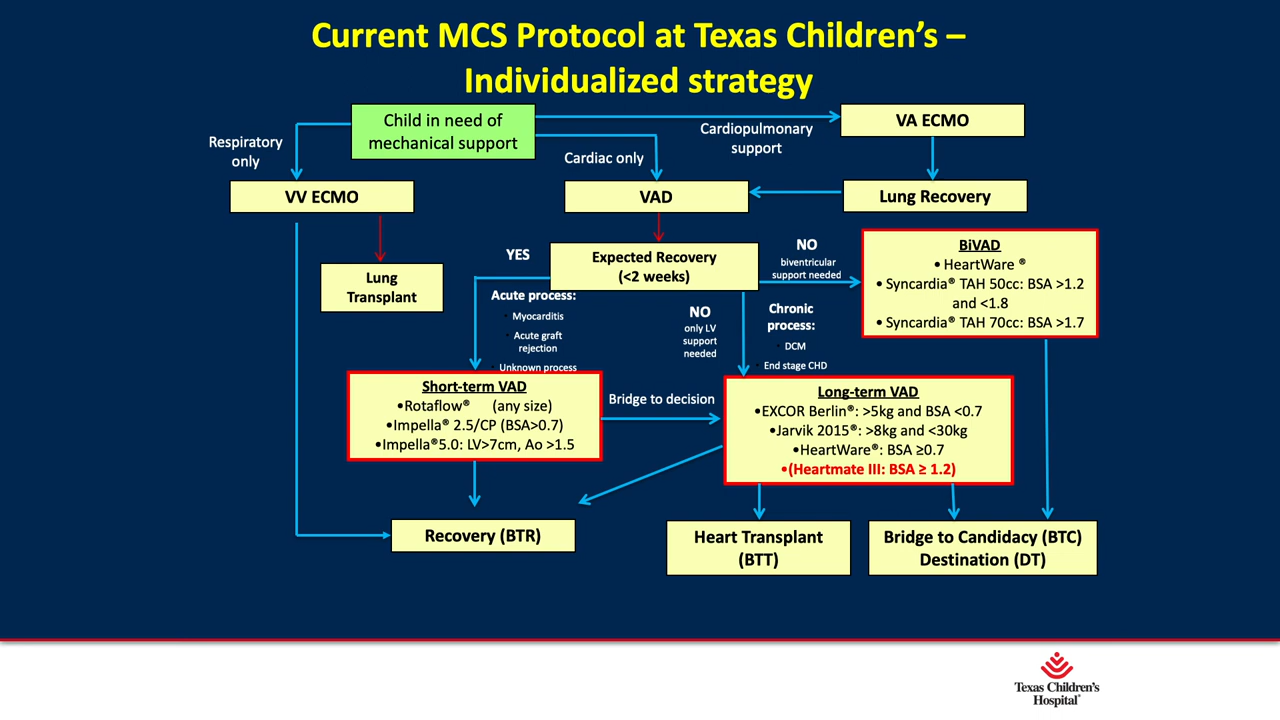 Current MCS Protocol at Texas Children's –
Individualized strategy
Child in need of
mechanical support
VA ECMO
Respiratory
only
Cardiopulmonary
support
Cardiac only
VV ECMO
VAD
Lung Recovery
Lung
Transplant
YES
Expected Recovery
(<2 weeks)
NO
biventricular
support needed
BiVAD
• HeartWare ®
• Syncardia® TAH 50cc: BSA >1.2
and <1.8
• Syncardia® TAH 70cc: BSA >1.7
Acute process:
• Myocarditis
• Acute graft
rejection
• Unknown process
NO
only LV
support
needed
Chronic
process:
• DCM
• End stage CHD
Short-term VAD
•Rotaflow® (any size)
•Impella® 2.5/CP (BSA>0.7)
•Impella®5.0: LV>7cm, Ao >1.5
Bridge to decision
Long-term VAD
•EXCOR Berlin®: >5kg and BSA <0.7
•Jarvik 2015®: >8kg and <30kg
•HeartWare®: BSA ≥0.7
•(Heartmate III: BSA ≥ 1.2)
Recovery (BTR)
Heart Transplant
(BTT)
Bridge to Candidacy (BTC)
Destination (DT)
Texas Children's
Hospital®